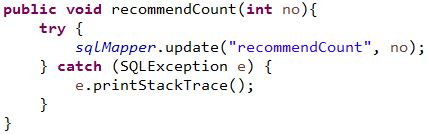 public void recommendCount(int no){
    try {
        sqlMapper.update("recommendCount", no);
    } catch (SQLException e) {
        e.printStackTrace();
    }
}